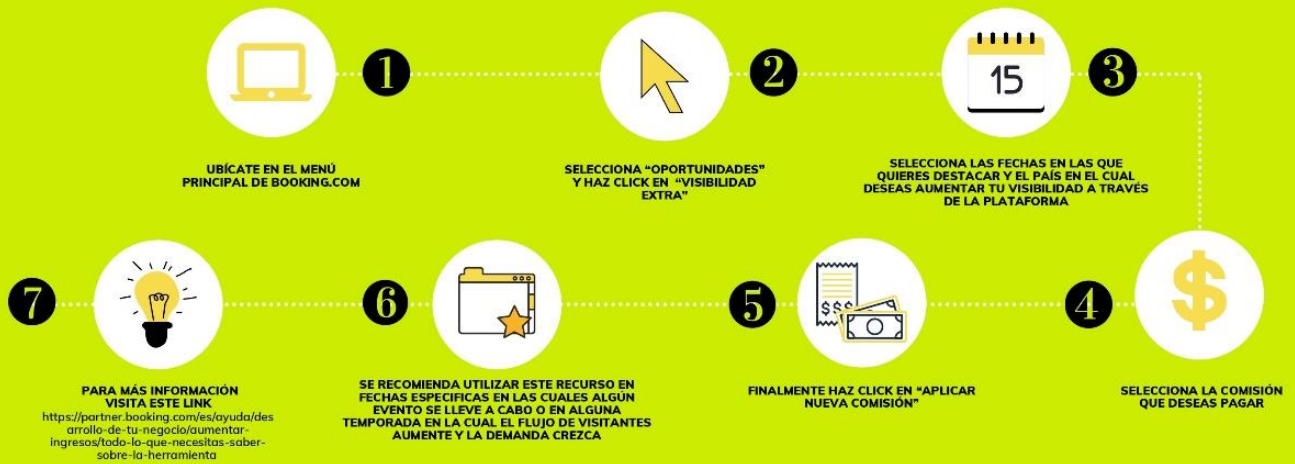 1
UBÍCATE EN EL MENÚ
PRINCIPAL DE BOOKING.COM
2
SELECCIONA “OPORTUNIDADES”
Y HAZ CLICK EN “VISIBILIDAD
EXTRA”
15
3
SELECCIONA LAS FECHAS EN LAS QUE
QUIERES DESTACAR Y EL PAÍS EN EL CUAL
DESEAS AUMENTAR TU VISIBILIDAD A TRAVÉS
DE LA PLATAFORMA
4
$
SELECCIONA LA COMISIÓN
QUE DESEAS PAGAR
5
$$$
FINALMENTE HAZ CLICK EN “APLICAR
NUEVA COMISIÓN”
6
SE RECOMIENDA UTILIZAR ESTE RECURSO EN
FECHAS ESPECIFICAS EN LAS CUALES ALGÚN
EVENTO SE LLEVE A CABO O EN ALGUNA
TEMPORADA EN LA CUAL EL FLUJO DE VISITANTES
AUMENTE Y LA DEMANDA CREZCA
7
PARA MÁS INFORMACIÓN
VISITA ESTE LINK
https://partner.booking.com/es/ayuda/des
arrollo-de-tu-negocio/aumentar-
ingresos/todo-lo-que-necesitas-saber-
sobre-la-herramienta